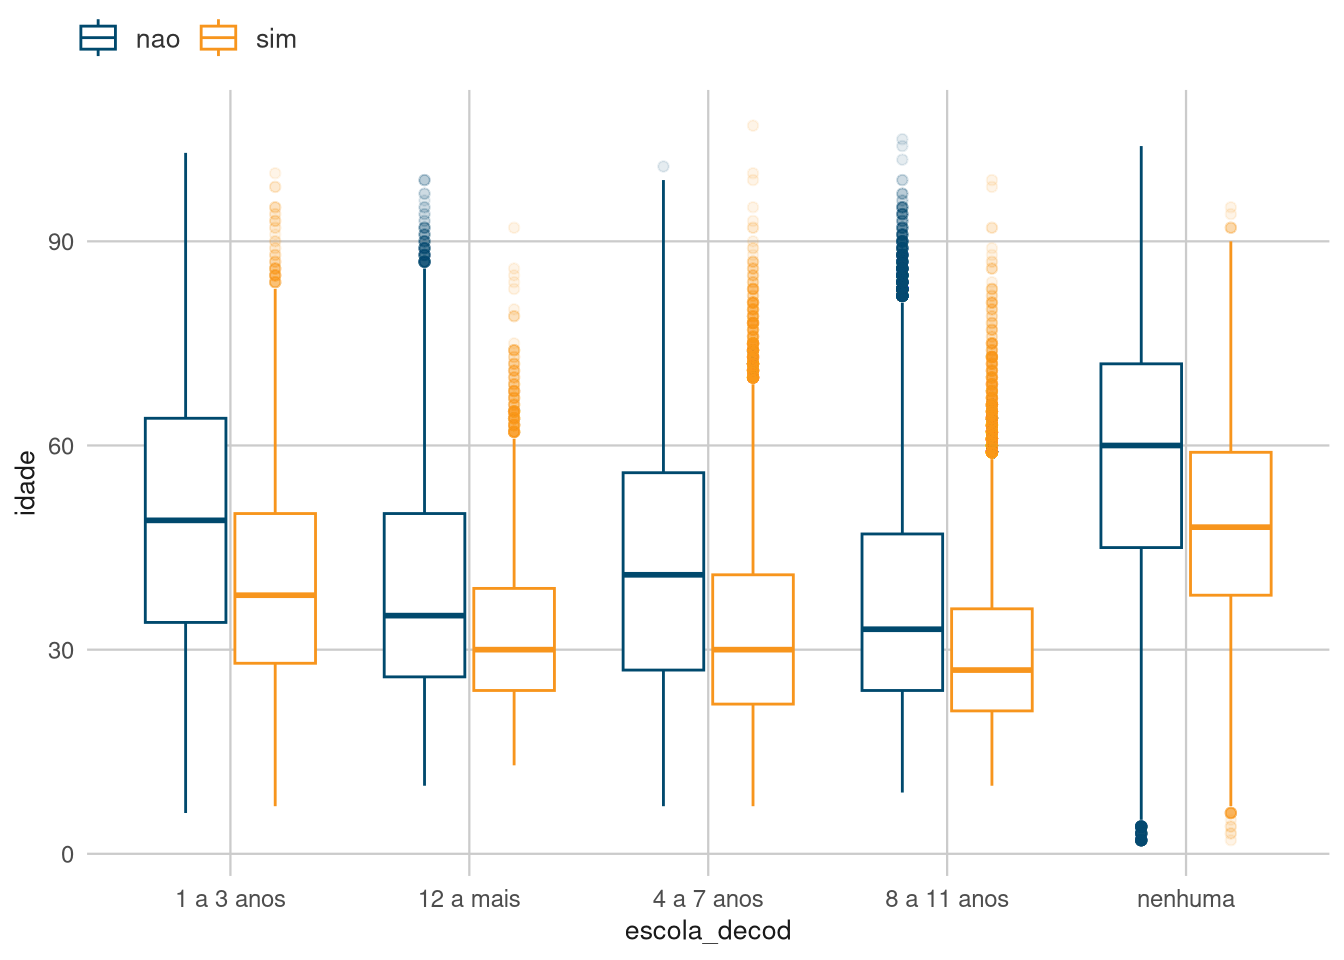 nao sim
90
60
30
0
idade
1 a 3 anos 12 a mais 4 a 7 anos 8 a 11 anos nenhuma
escola_decod